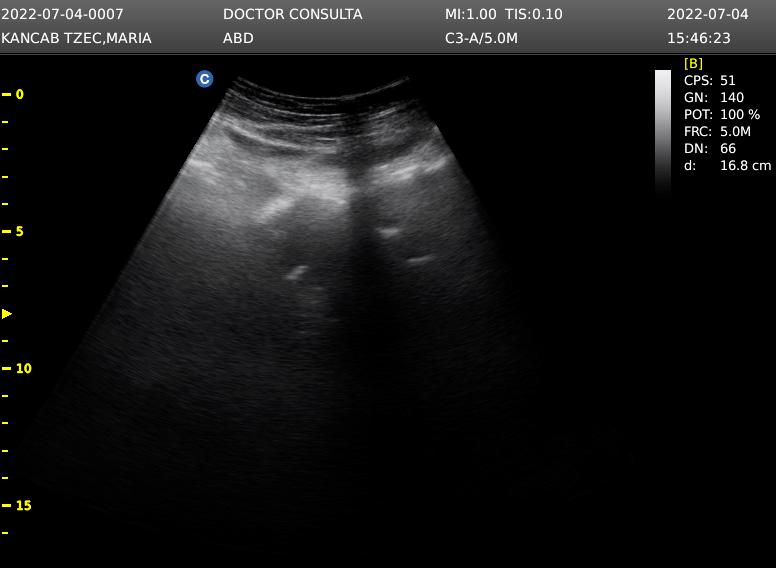 2022-07-04-0007 DOCTOR CONSULTA MI:1.00 TIS:0.10 2022-07-04
KANCAB TZEC,MARIA ABD C3-A/5.0M 15:46:23
C
[B]
CPS: 51
GN: 140
POT: 100 %
FRC: 5.0M
DN: 66
d: 16.8 cm
0
5
10
15